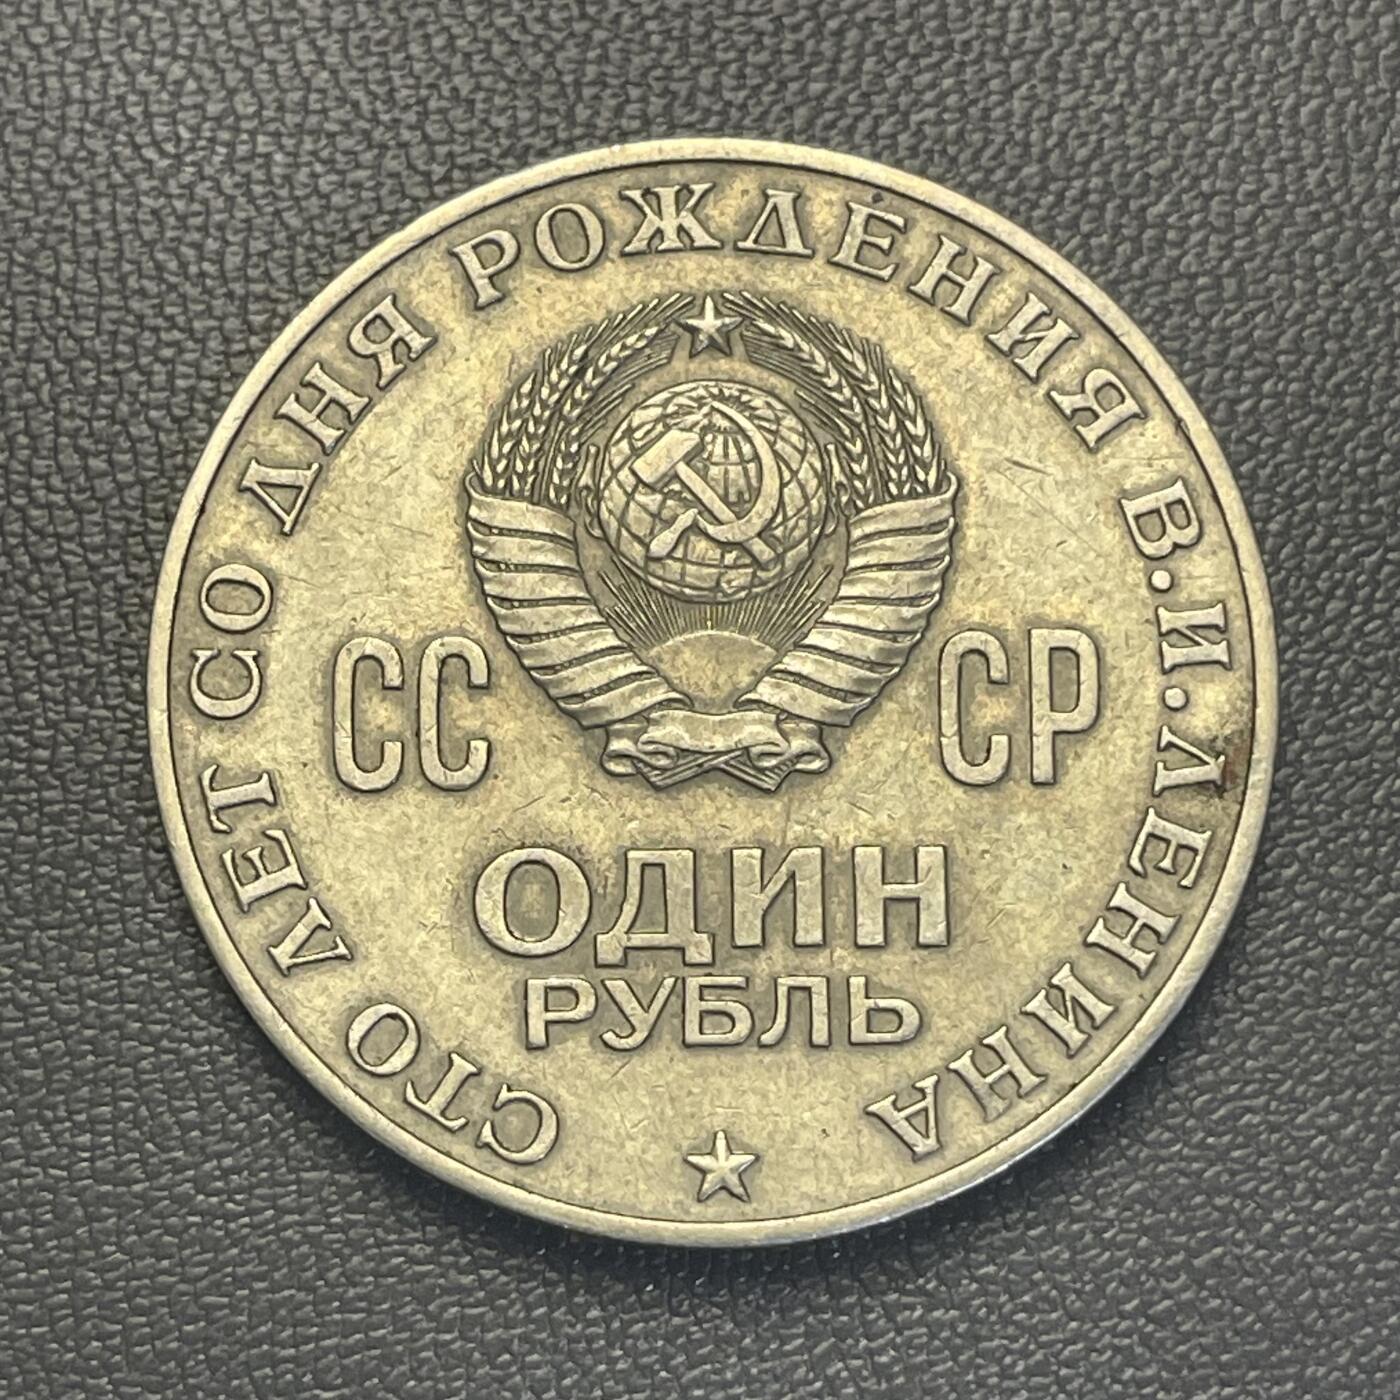 СТО ЛЕТ СО ДНЯ РОЖДЕНИЯ В.И.ЛЕНИНА
СС СР
ОДИН
РУБЛЬ